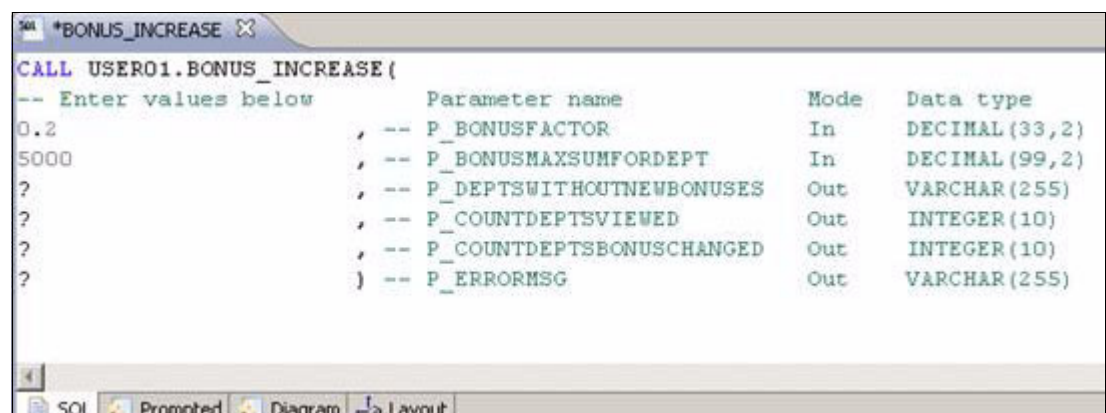 SQL *BONUS_INCREASE
CALL USER01.BONUS_INCREASE(
-- Enter values below Parameter name Mode Data type
0.2 , -- P_BONUSFACTOR In DECIMAL(33,2)
5000 , -- P_BONUSMAXSUMFORDEPT In DECIMAL(99,2)
? , -- P_DEPTSWITHOUTNEWBONUSES Out VARCHAR(255)
? , -- P_COUNTDEPTSVIEWED Out INTEGER(10)
? , -- P_COUNTDEPTSBONUSCHANGED Out INTEGER(10)
? ) -- P_ERRORMSG Out VARCHAR(255)
SQL Prompted Diagram Layout